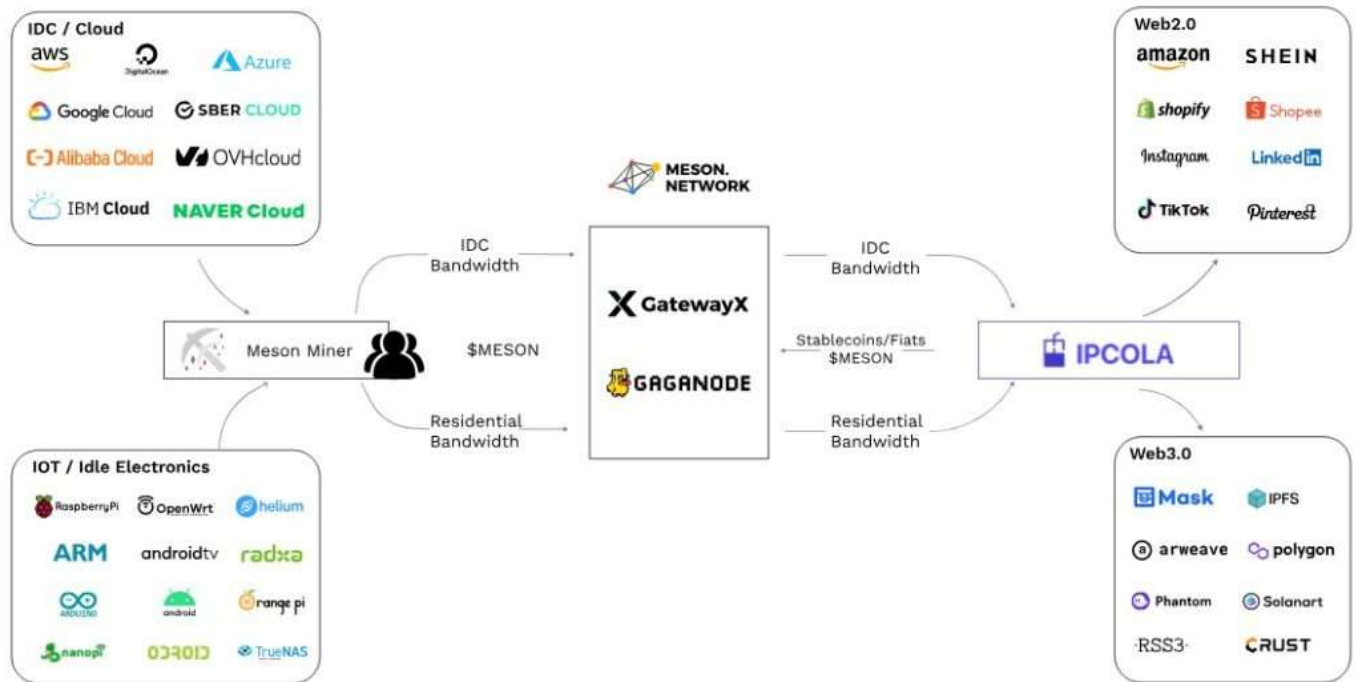 IDC / Cloud
aws
DigitalOcean
Azure
Google Cloud
SBER CLOUD
Alibaba Cloud
OVHcloud
IBM Cloud
NAVER Cloud
IOT / Idle Electronics
RaspberryPi
OpenWrt
helium
ARM
androidtv
radxa
ARDUINO
android
range pi
nanopi
ODROID
TrueNAS
Meson Miner
IDC
Bandwidth
$MESON
Residential
Bandwidth
MESON.
NETWORK
GatewayX
GAGANODE
IDC
Bandwidth
Stablecoins/Fiats
$MESON
Residential
Bandwidth
IPCOLA
Web2.0
amazon
SHEIN
shopify
S Shopee
Instagram
Linked in
TikTok
Pinterest
Web3.0
Mask
IPFS
a arweave
polygon
Phantom
Solanart
·RSS3·
CRUST